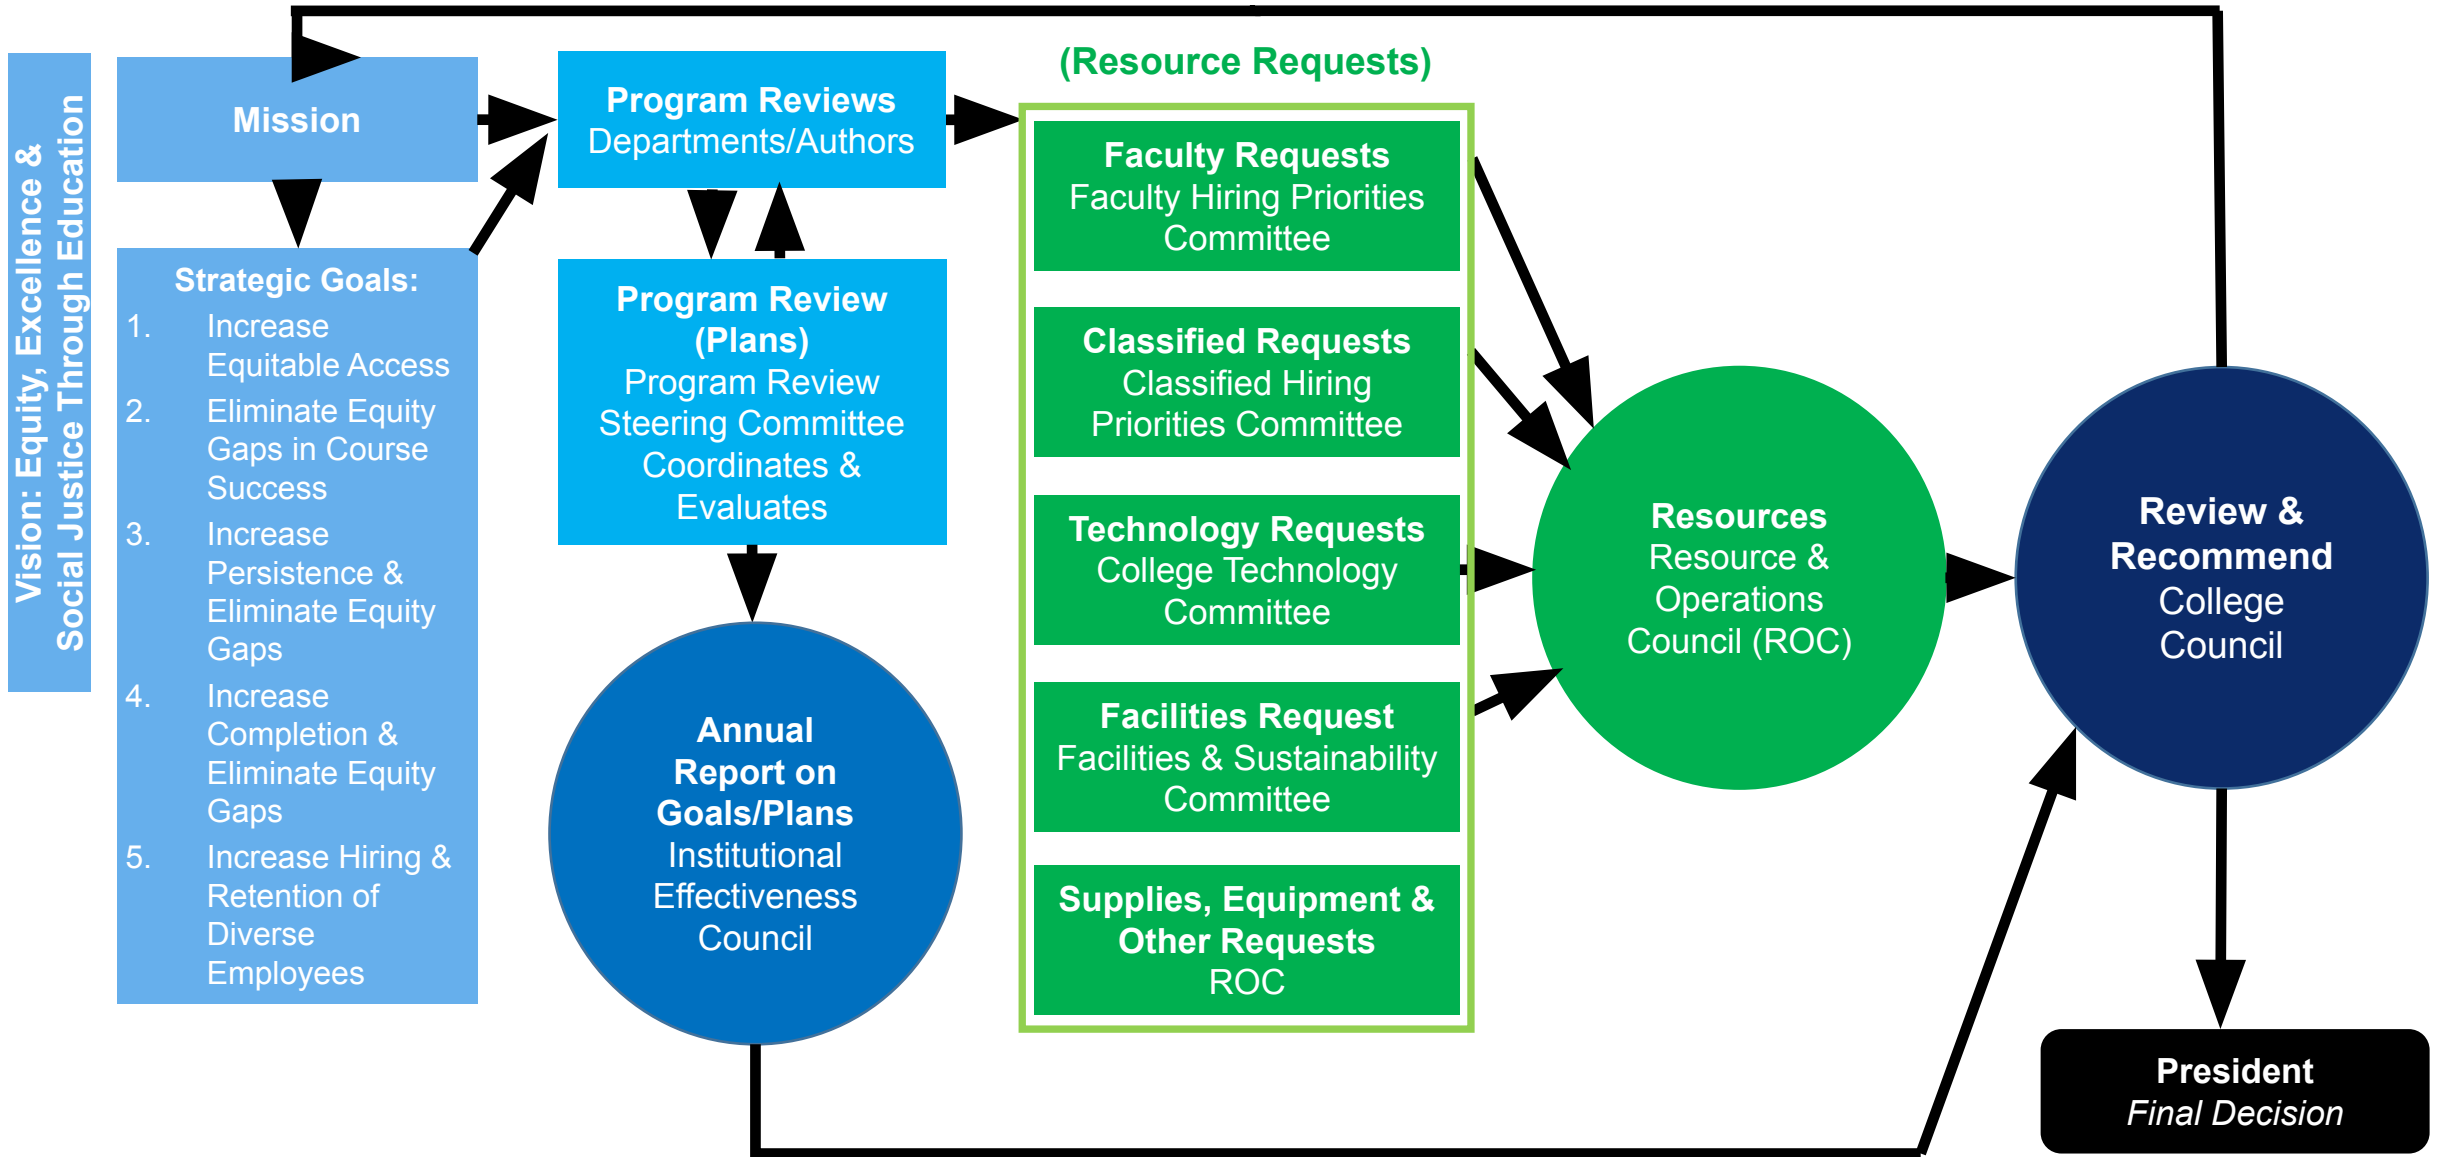 Vision: Equity, Excellence &
Social Justice Through Education
Mission
Strategic Goals:
1. Increase
Equitable Access
2. Eliminate Equity
Gaps in Course
Success
3. Increase
Persistence &
Eliminate Equity
Gaps
4. Increase
Completion &
Eliminate Equity
Gaps
5. Increase Hiring &
Retention of
Diverse
Employees
Program Reviews
Departments/Authors
Program Review
(Plans)
Program Review
Steering Committee
Coordinates &
Evaluates
Annual
Report on
Goals/Plans
Institutional
Effectiveness
Council
(Resource Requests)
Faculty Requests
Faculty Hiring Priorities
Committee
Classified Requests
Classified Hiring
Priorities Committee
Technology Requests
College Technology
Committee
Facilities Request
Facilities & Sustainability
Committee
Supplies, Equipment &
Other Requests
ROC
Resources
Resource &
Operations
Council (ROC)
Review &
Recommend
College
Council
President
Final Decision